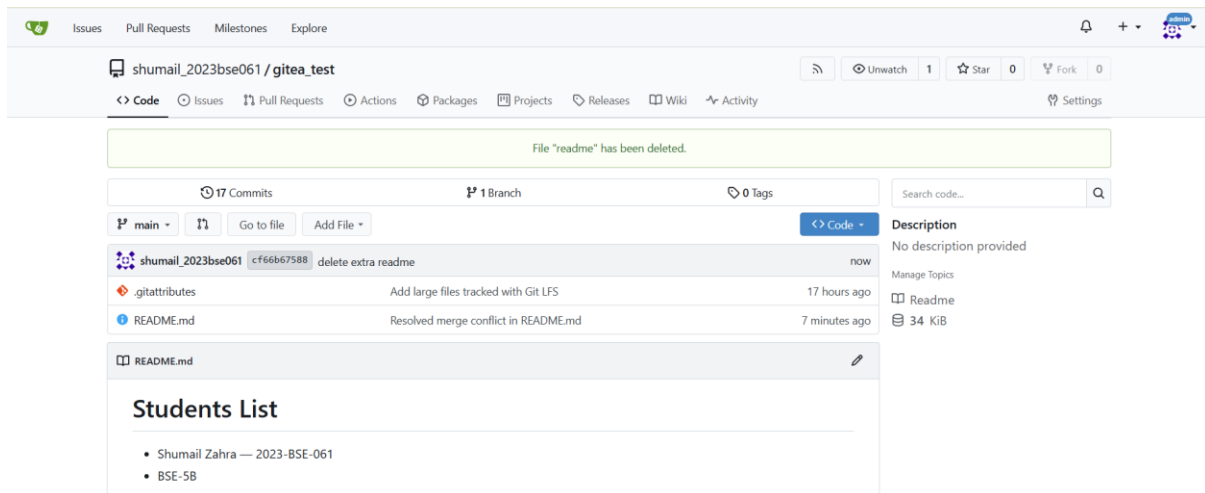 Issues Pull Requests Milestones Explore admin
shumail_2023bse061 / gitea_test Unwatch 1 Star 0 Fork 0
Code Issues Pull Requests Actions Packages Projects Releases Wiki Activity Settings
File "readme" has been deleted.
17 Commits 1 Branch 0 Tags Search code...
main Go to file Add File Code Description
No description provided
shumail_2023bse061 cf66b67588 delete extra readme now
Manage Topics
.gitattributes Add large files tracked with Git LFS 17 hours ago
Readme
README.md Resolved merge conflict in README.md 7 minutes ago 34 KiB
README.md
Students List
• Shumail Zahra — 2023-BSE-061
• BSE-5B